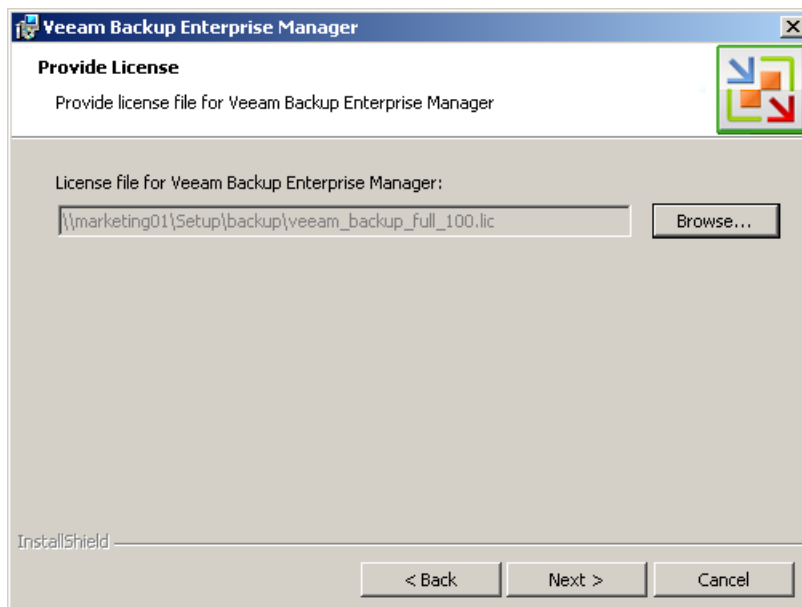 Veeam Backup Enterprise Manager
Provide License
Provide license file for Veeam Backup Enterprise Manager
License file for Veeam Backup Enterprise Manager:
\\marketing01\Setup\backup\veeam_backup_full_100.lic
Browse...
InstallShield
< Back
Next >
Cancel